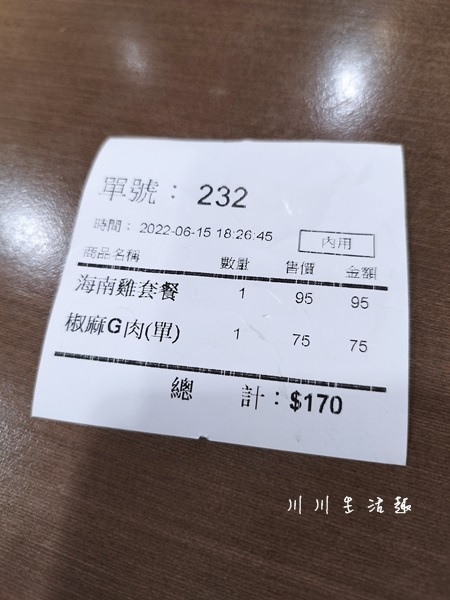 單號： 232
時間： 2022-06-15 18:26:45 內用
商品名稱 數量 售價 金額
海南雞套餐 1 95 95
椒麻G肉(單) 1 75 75
總 計：$170
川川生活趣